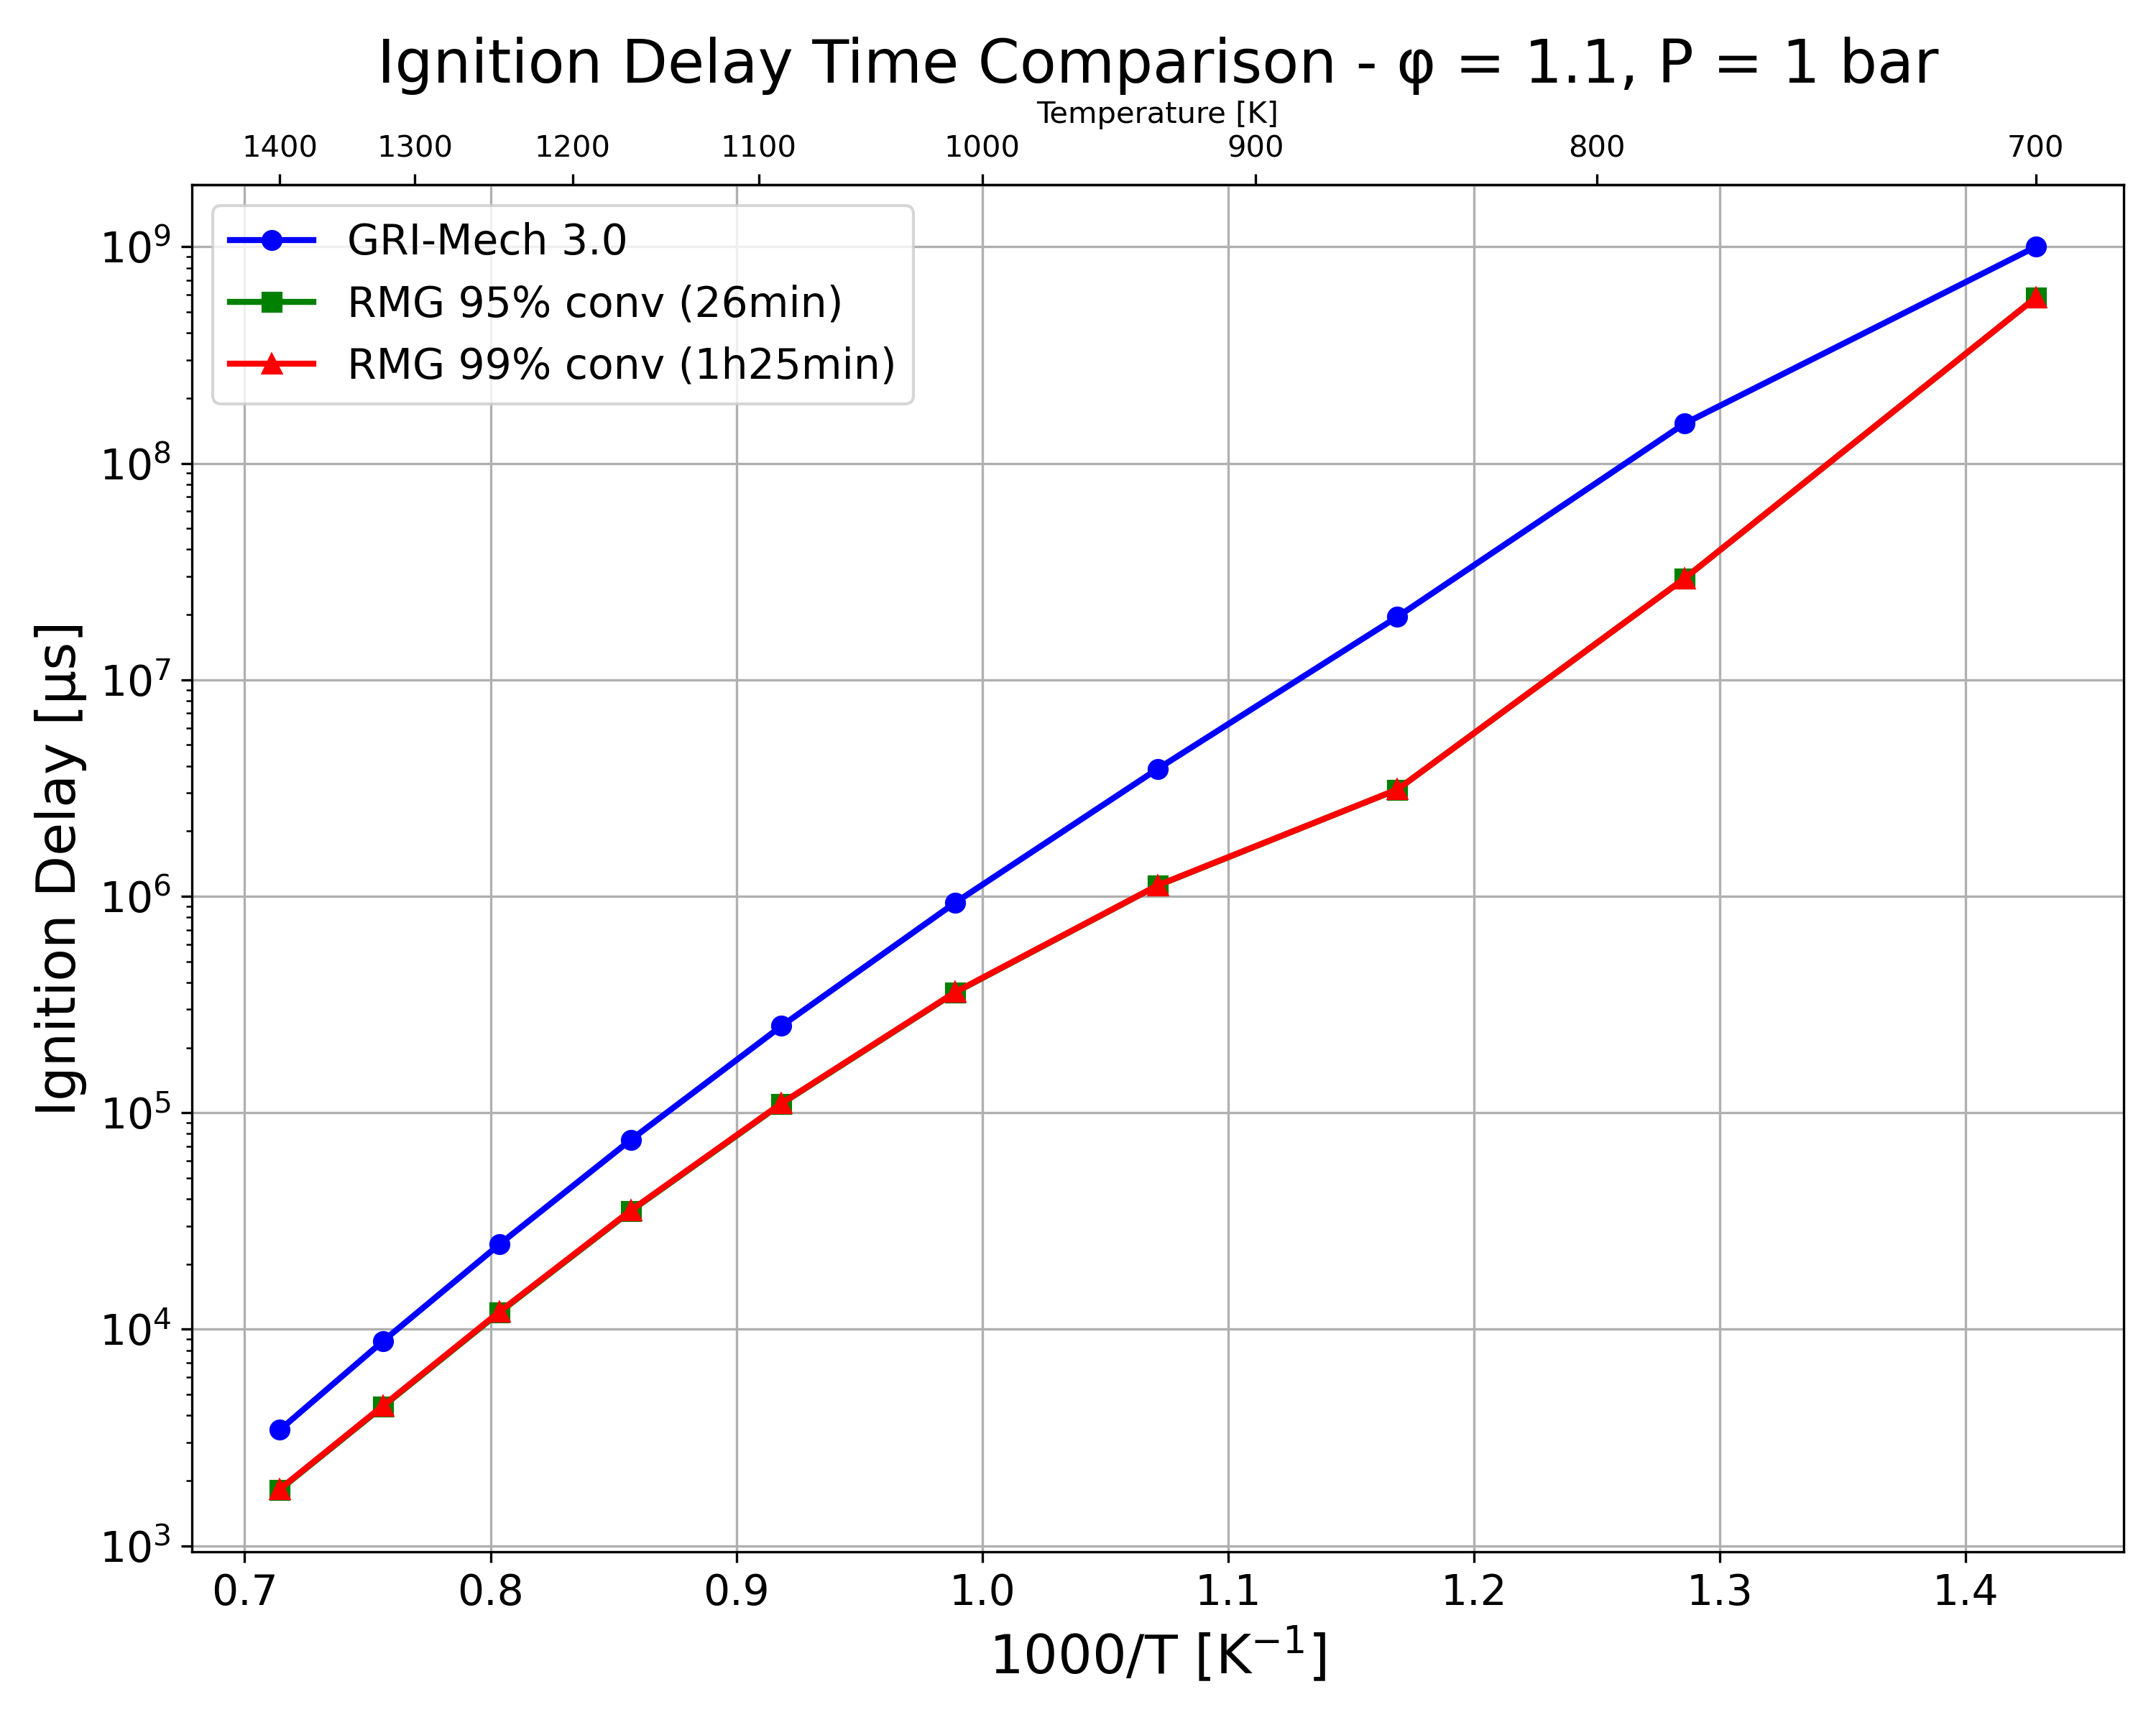 Ignition Delay Time Comparison - φ = 1.1, P = 1 bar
Temperature [K]
1400 1300 1200 1100 1000 900 800 700
GRI-Mech 3.0
RMG 95% conv (26min)
RMG 99% conv (1h25min)
10⁹
10⁸
10⁷
10⁶
10⁵
10⁴
10³
Ignition Delay [µs]
0.7 0.8 0.9 1.0 1.1 1.2 1.3 1.4
1000/T [K⁻¹]